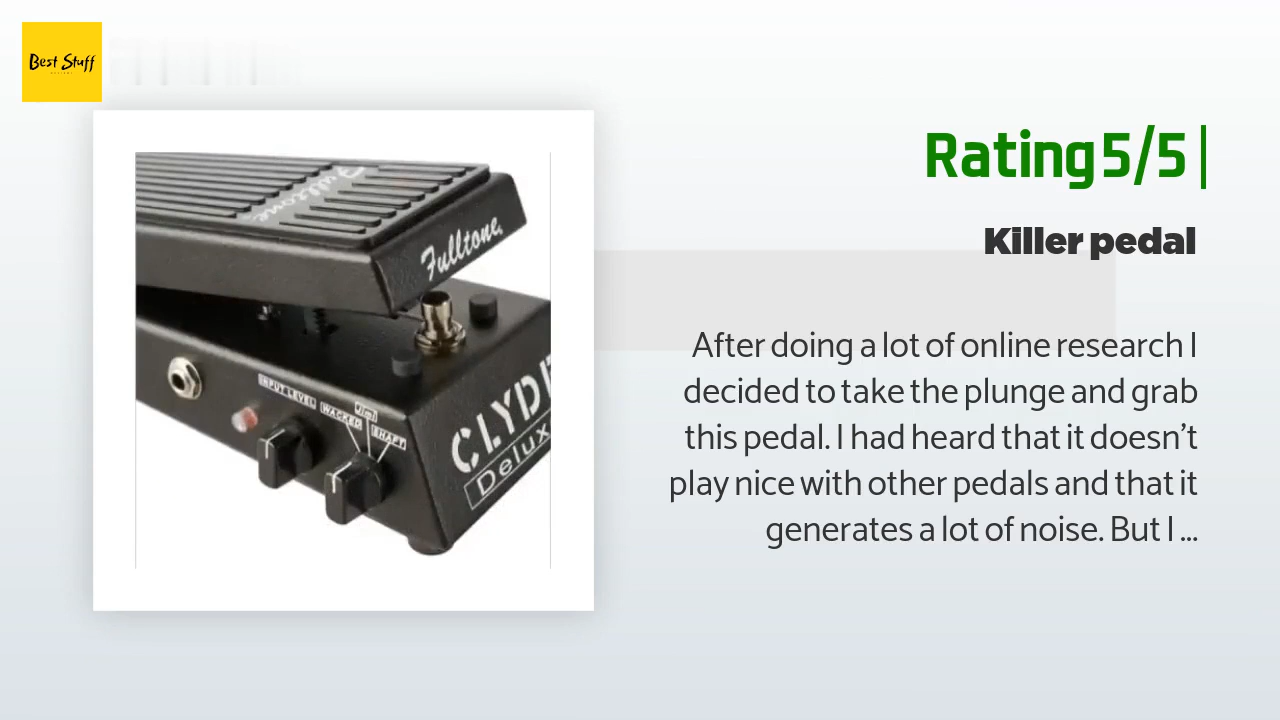 Best Stuff
Rating 5/5 |
Killer pedal
After doing a lot of online research I
decided to take the plunge and grab
this pedal. I had heard that it doesn't
play nice with other pedals and that it
generates a lot of noise. But I ...
Fulltone
Fulltone
INPUT LEVEL
WACKED
Jimi
SHAFT
CLYDE
Delux